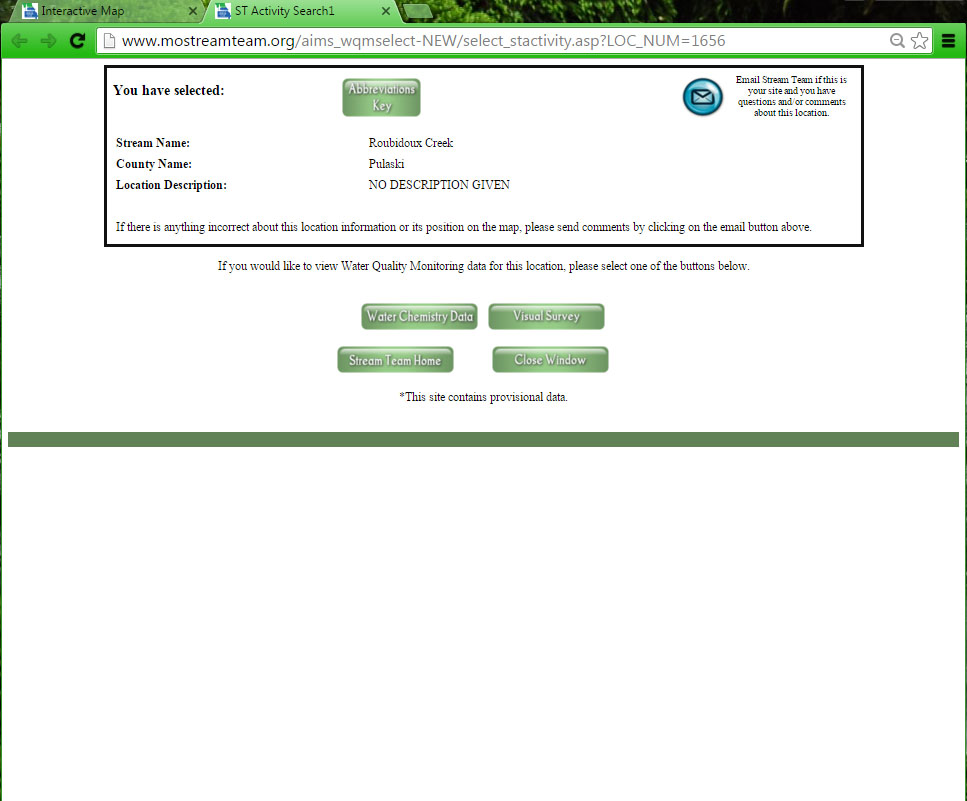 Interactive Map
ST Activity Search1
www.mostreamteam.org/aims_wqmselect-NEW/select_stactivity.asp?LOC_NUM=1656
You have selected:
Abbreviations
Key
Email Stream Team if this is
your site and you have
questions and/or comments
about this location.
Stream Name: Roubidoux Creek
County Name: Pulaski
Location Description: NO DESCRIPTION GIVEN
If there is anything incorrect about this location information or its position on the map, please send comments by clicking on the email button above.
If you would like to view Water Quality Monitoring data for this location, please select one of the buttons below.
Water Chemistry Data Visual Survey
Stream Team Home Close Window
*This site contains provisional data.